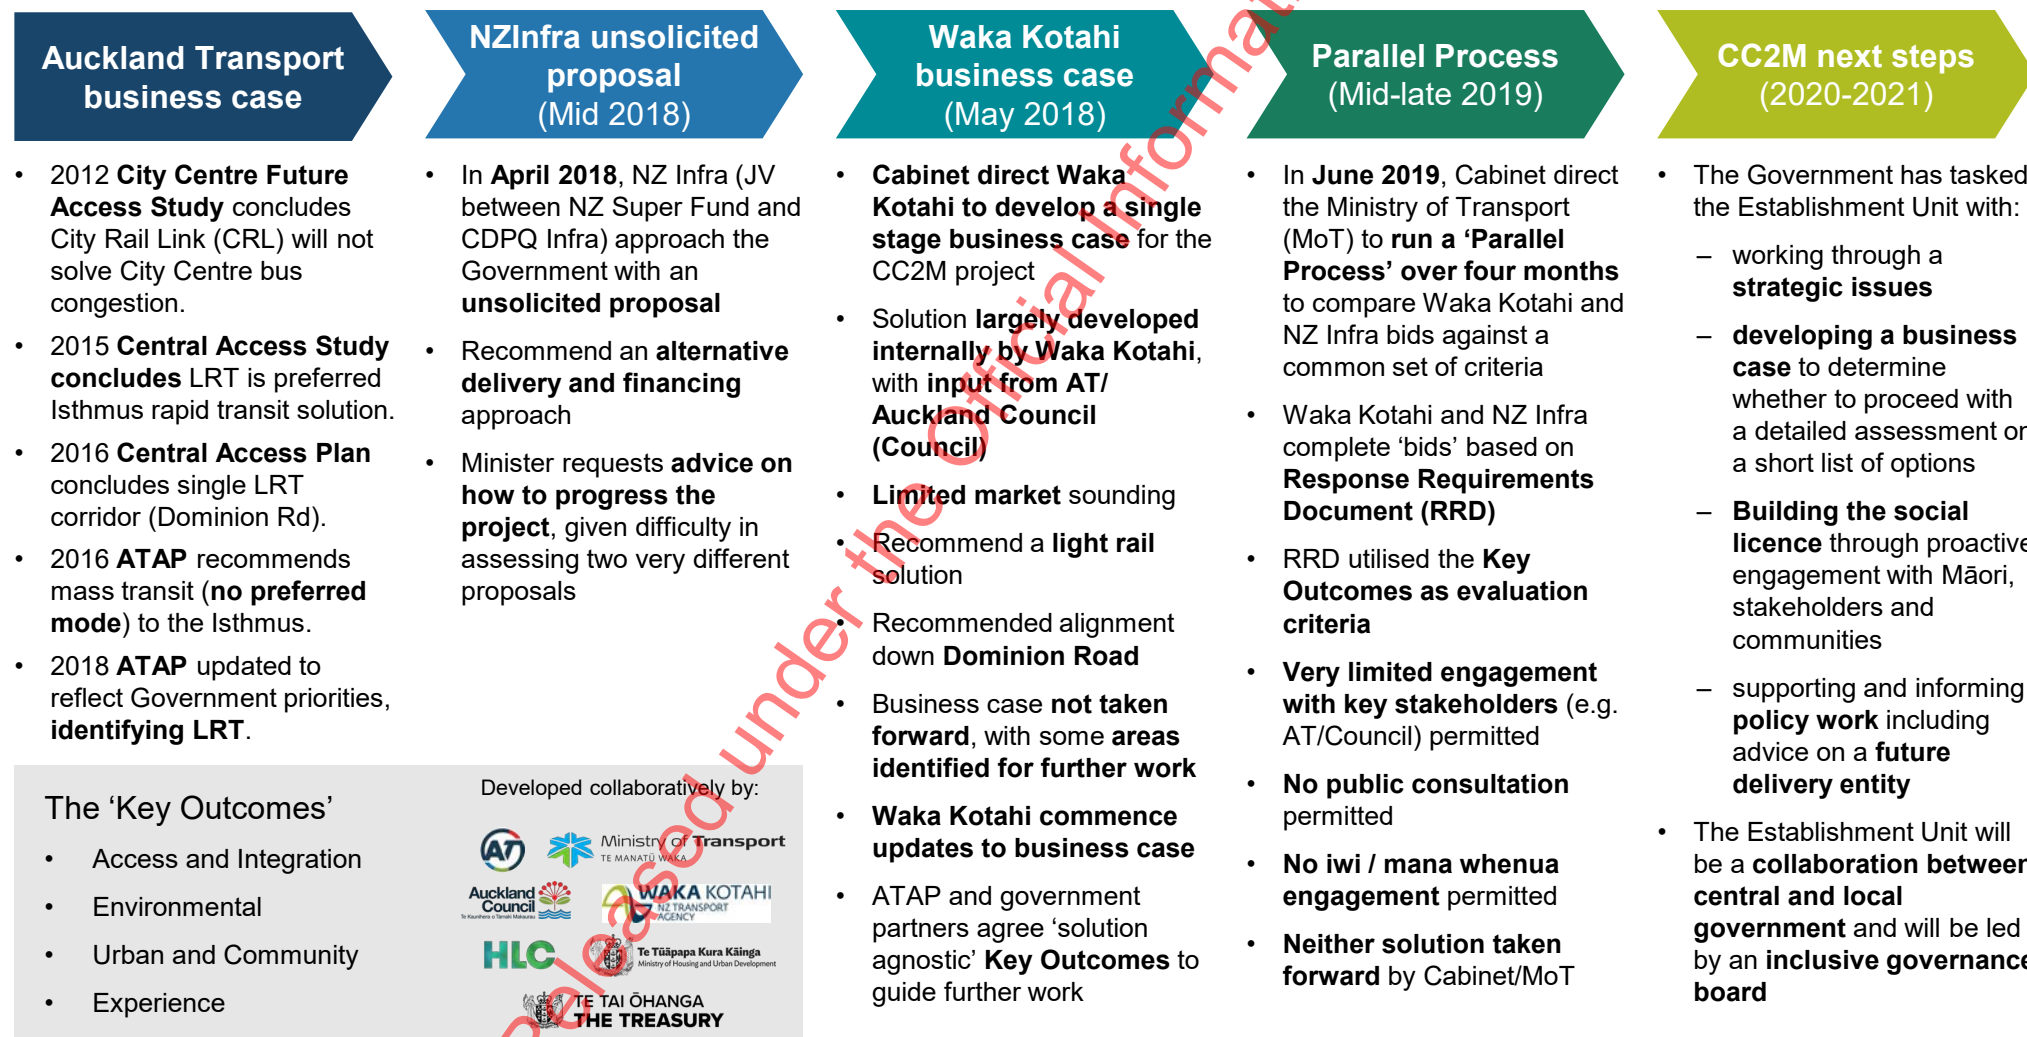 Auckland Transport
business case
• 2012 City Centre Future
Access Study concludes
City Rail Link (CRL) will not
solve City Centre bus
congestion.
• 2015 Central Access Study
concludes LRT is preferred
Isthmus rapid transit solution.
• 2016 Central Access Plan
concludes single LRT
corridor (Dominion Rd).
• 2016 ATAP recommends
mass transit (no preferred
mode) to the Isthmus.
• 2018 ATAP updated to
reflect Government priorities,
identifying LRT.
NZInfra unsolicited
proposal
(Mid 2018)
• In April 2018, NZ Infra (JV
between NZ Super Fund and
CDPQ Infra) approach the
Government with an
unsolicited proposal
• Recommend an alternative
delivery and financing
approach
• Minister requests advice on
how to progress the
project, given difficulty in
assessing two very different
proposals
The ‘Key Outcomes’
• Access and Integration
• Environmental
• Urban and Community
• Experience
Developed collaboratively by:
AT
Ministry of Transport
TE MANATŪ WAKA
Auckland
Council
Te Kaunihera o Tāmaki Makaurau
WAKA KOTAHI
NZ TRANSPORT
AGENCY
HLC
Te Tūāpapa Kura Kāinga
Ministry of Housing and Urban Development
TE TAI ŌHANGA
THE TREASURY
Waka Kotahi
business case
(May 2018)
• Cabinet direct Waka
Kotahi to develop a single
stage business case for the
CC2M project
• Solution largely developed
internally by Waka Kotahi,
with input from AT/
Auckland Council
(Council)
• Limited market sounding
• Recommend a light rail
solution
• Recommended alignment
down Dominion Road
• Business case not taken
forward, with some areas
identified for further work
• Waka Kotahi commence
updates to business case
• ATAP and government
partners agree ‘solution
agnostic’ Key Outcomes to
guide further work
Parallel Process
(Mid-late 2019)
• In June 2019, Cabinet direct
the Ministry of Transport
(MoT) to run a ‘Parallel
Process’ over four months
to compare Waka Kotahi and
NZ Infra bids against a
common set of criteria
• Waka Kotahi and NZ Infra
complete ‘bids’ based on
Response Requirements
Document (RRD)
• RRD utilised the Key
Outcomes as evaluation
criteria
• Very limited engagement
with key stakeholders (e.g.
AT/Council) permitted
• No public consultation
permitted
• No iwi / mana whenua
engagement permitted
• Neither solution taken
forward by Cabinet/MoT
CC2M next steps
(2020-2021)
• The Government has tasked
the Establishment Unit with:
– working through a
strategic issues
– developing a business
case to determine
whether to proceed with
a detailed assessment on
a short list of options
– Building the social
licence through proactive
engagement with Māori,
stakeholders and
communities
– supporting and informing
policy work including
advice on a future
delivery entity
• The Establishment Unit will
be a collaboration between
central and local
government and will be led
by an inclusive governance
board
Released under the Official Informat